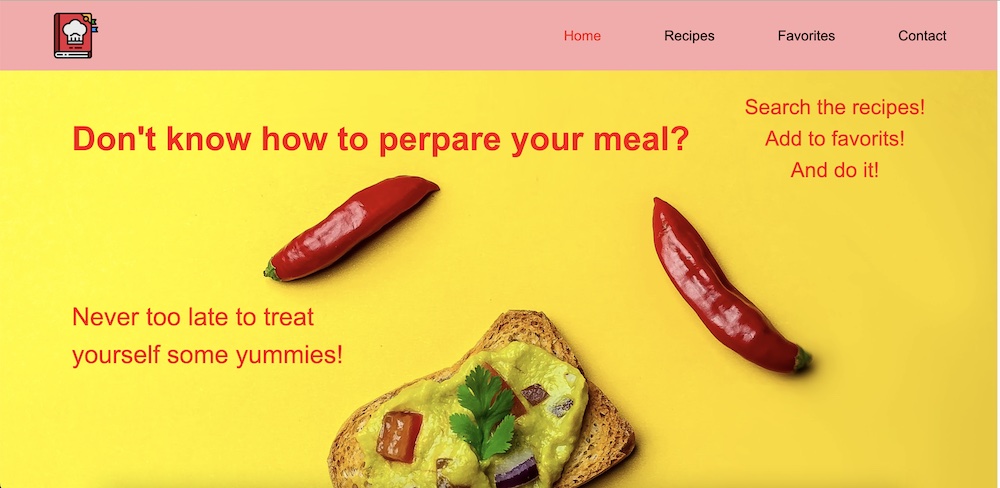 Home
Recipes
Favorites
Contact
Don't know how to perpare your meal?
Search the recipes!
Add to favorits!
And do it!
Never too late to treat
yourself some yummies!